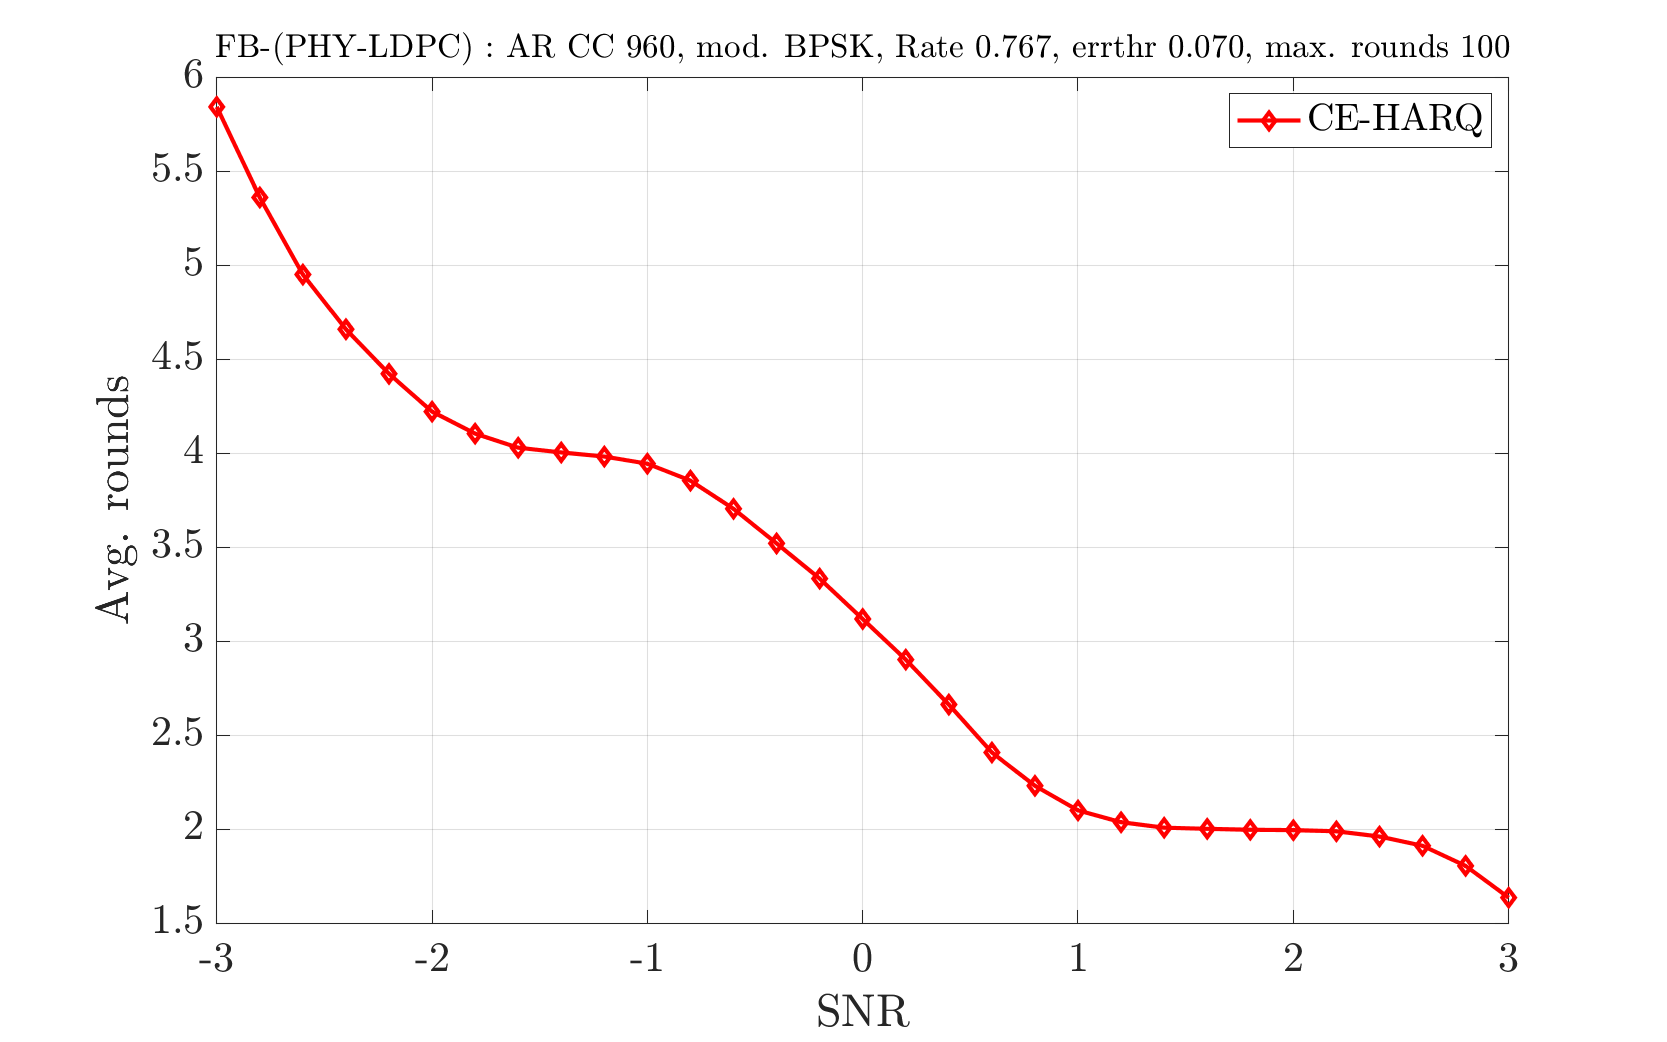 FB-(PHY-LDPC) : AR CC 960, mod. BPSK, Rate 0.767, errthr 0.070, max. rounds 100
CE-HARQ
6
5.5
5
4.5
4
3.5
3
2.5
2
1.5
Avg. rounds
-3 -2 -1 0 1 2 3
SNR